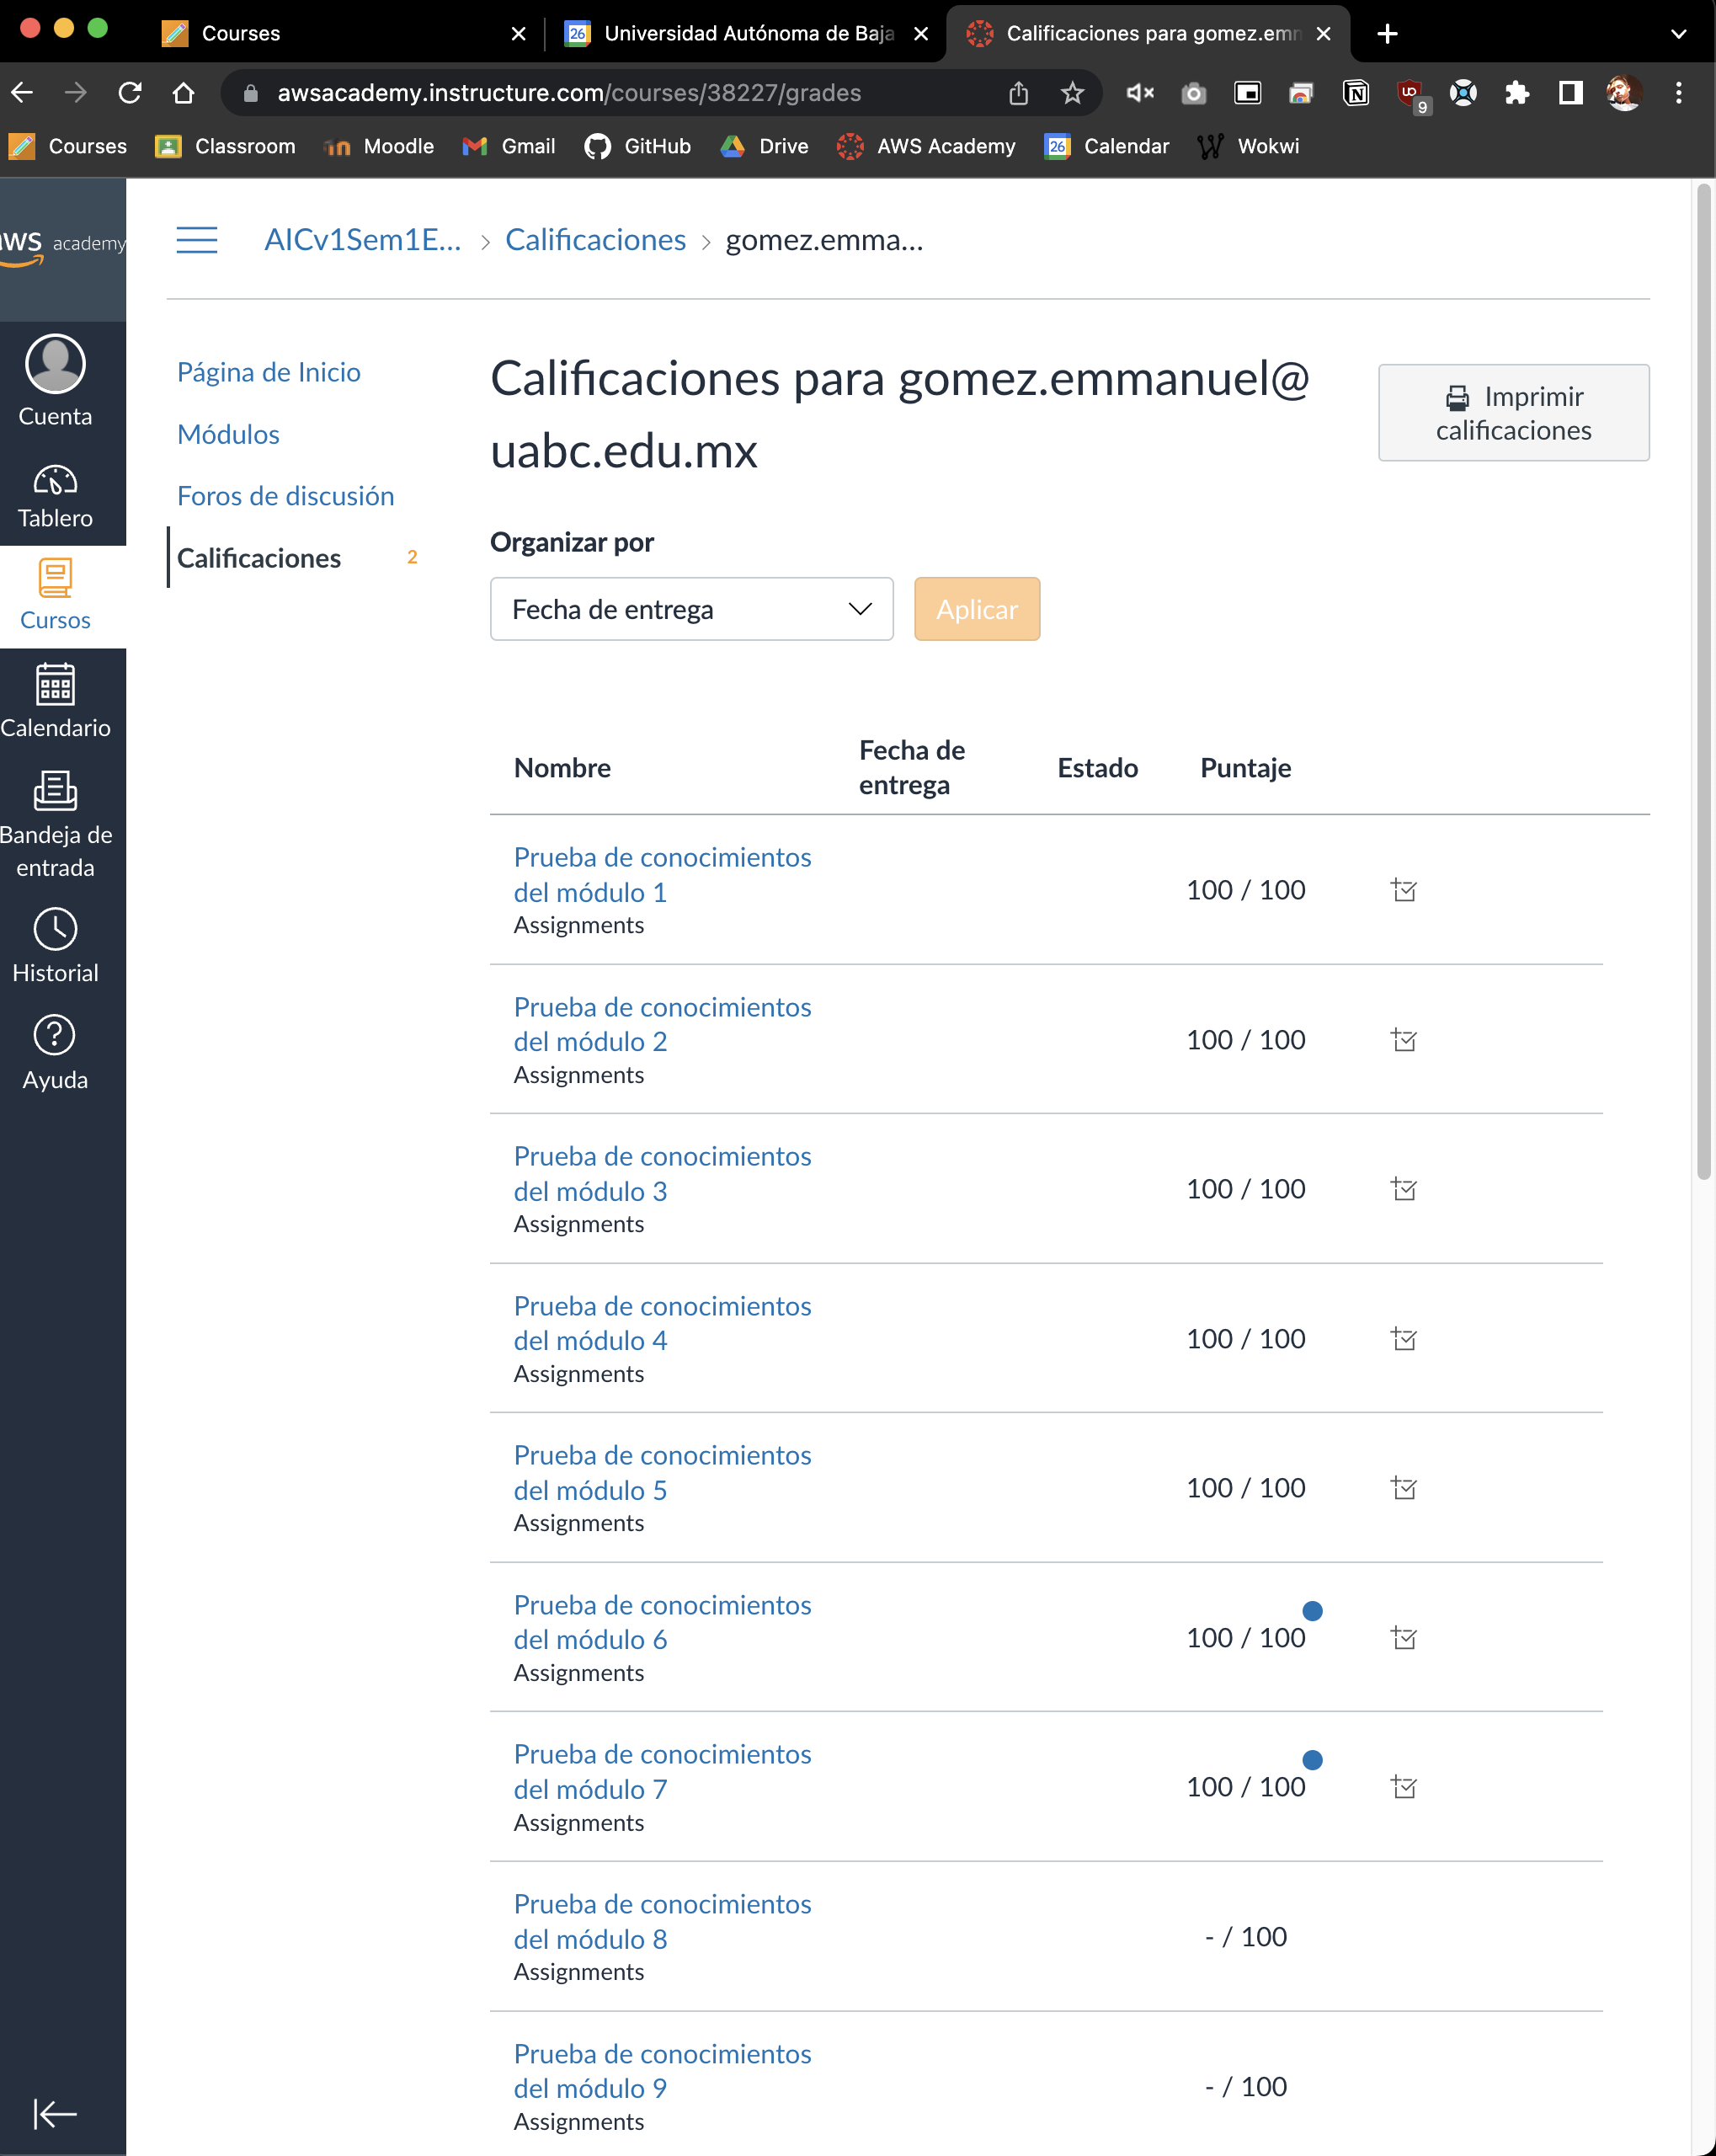 Courses
Universidad Autónoma de Baja
Calificaciones para gomez.emm
awsacademy.instructure.com/courses/38227/grades
9
Courses
Classroom
Moodle
Gmail
GitHub
Drive
AWS Academy
26
Calendar
Wokwi
aws academy
Cuenta
Tablero
Cursos
Calendario
Bandeja de
entrada
Historial
Ayuda
AICv1Sem1E... > Calificaciones > gomez.emma...
Página de Inicio
Módulos
Foros de discusión
Calificaciones 2
Calificaciones para gomez.emmanuel@
uabc.edu.mx
Imprimir
calificaciones
Organizar por
Fecha de entrega
Aplicar
Nombre
Fecha de
entrega
Estado
Puntaje
Prueba de conocimientos
del módulo 1
Assignments
100 / 100
Prueba de conocimientos
del módulo 2
Assignments
100 / 100
Prueba de conocimientos
del módulo 3
Assignments
100 / 100
Prueba de conocimientos
del módulo 4
Assignments
100 / 100
Prueba de conocimientos
del módulo 5
Assignments
100 / 100
Prueba de conocimientos
del módulo 6
Assignments
100 / 100
Prueba de conocimientos
del módulo 7
Assignments
100 / 100
Prueba de conocimientos
del módulo 8
Assignments
- / 100
Prueba de conocimientos
del módulo 9
Assignments
- / 100